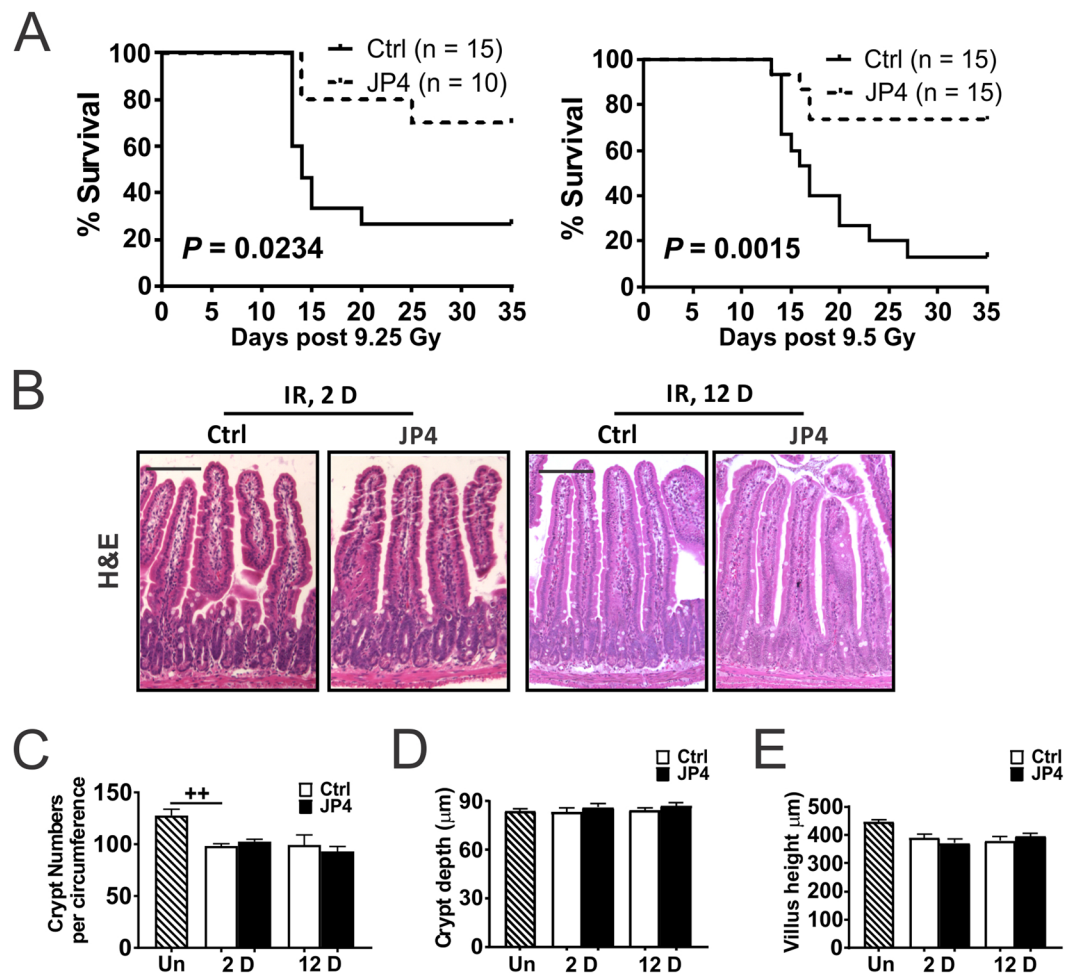 A
100
80
60
40
20
0
% Survival
Ctrl (n = 15)
JP4 (n = 10)
P = 0.0234
0 5 10 15 20 25 30 35
Days post 9.25 Gy
100
80
60
40
20
0
% Survival
Ctrl (n = 15)
JP4 (n = 15)
P = 0.0015
0 5 10 15 20 25 30 35
Days post 9.5 Gy
B
IR, 2 D
Ctrl JP4
IR, 12 D
Ctrl JP4
H&E
C
Ctrl
JP4
++
150
100
50
0
Crypt Numbers
per circumference
Un 2 D 12 D
D
Ctrl
JP4
90
60
30
0
Crypt depth (μm)
Un 2 D 12 D
E
Ctrl
JP4
500
400
300
200
100
0
Villus height μm)
Un 2 D 12 D